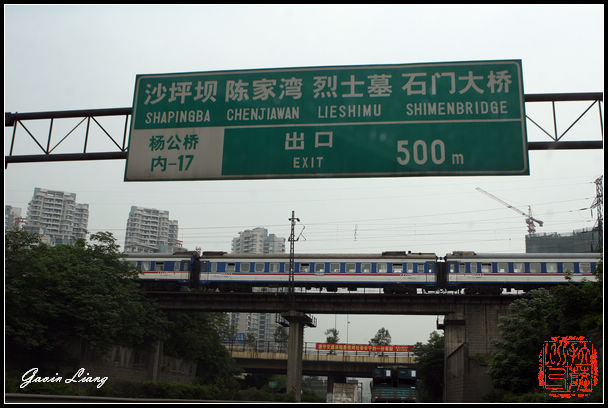 沙坪坝 陈家湾 烈士墓 石门大桥
SHAPINGBA CHENJIAWAN LIESHIMU SHIMENBRIDGE
杨公桥 出口 500m
内-17 EXIT
Gavin Liang